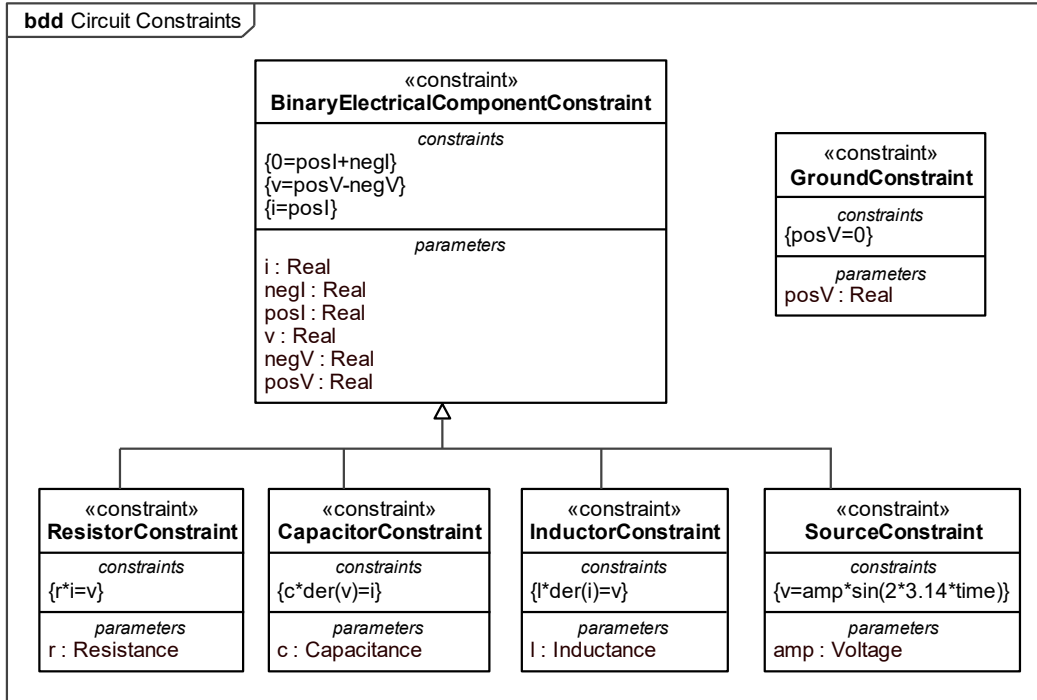 bdd Circuit Constraints
«constraint»
BinaryElectricalComponentConstraint
constraints
{0=posI+negI}
{v=posV-negV}
{i=posI}
parameters
i : Real
negI : Real
posI : Real
v : Real
negV : Real
posV : Real
«constraint»
GroundConstraint
constraints
{posV=0}
parameters
posV : Real
«constraint»
ResistorConstraint
constraints
{r*i=v}
parameters
r : Resistance
«constraint»
CapacitorConstraint
constraints
{c*der(v)=i}
parameters
c : Capacitance
«constraint»
InductorConstraint
constraints
{l*der(i)=v}
parameters
l : Inductance
«constraint»
SourceConstraint
constraints
{v=amp*sin(2*3.14*time)}
parameters
amp : Voltage